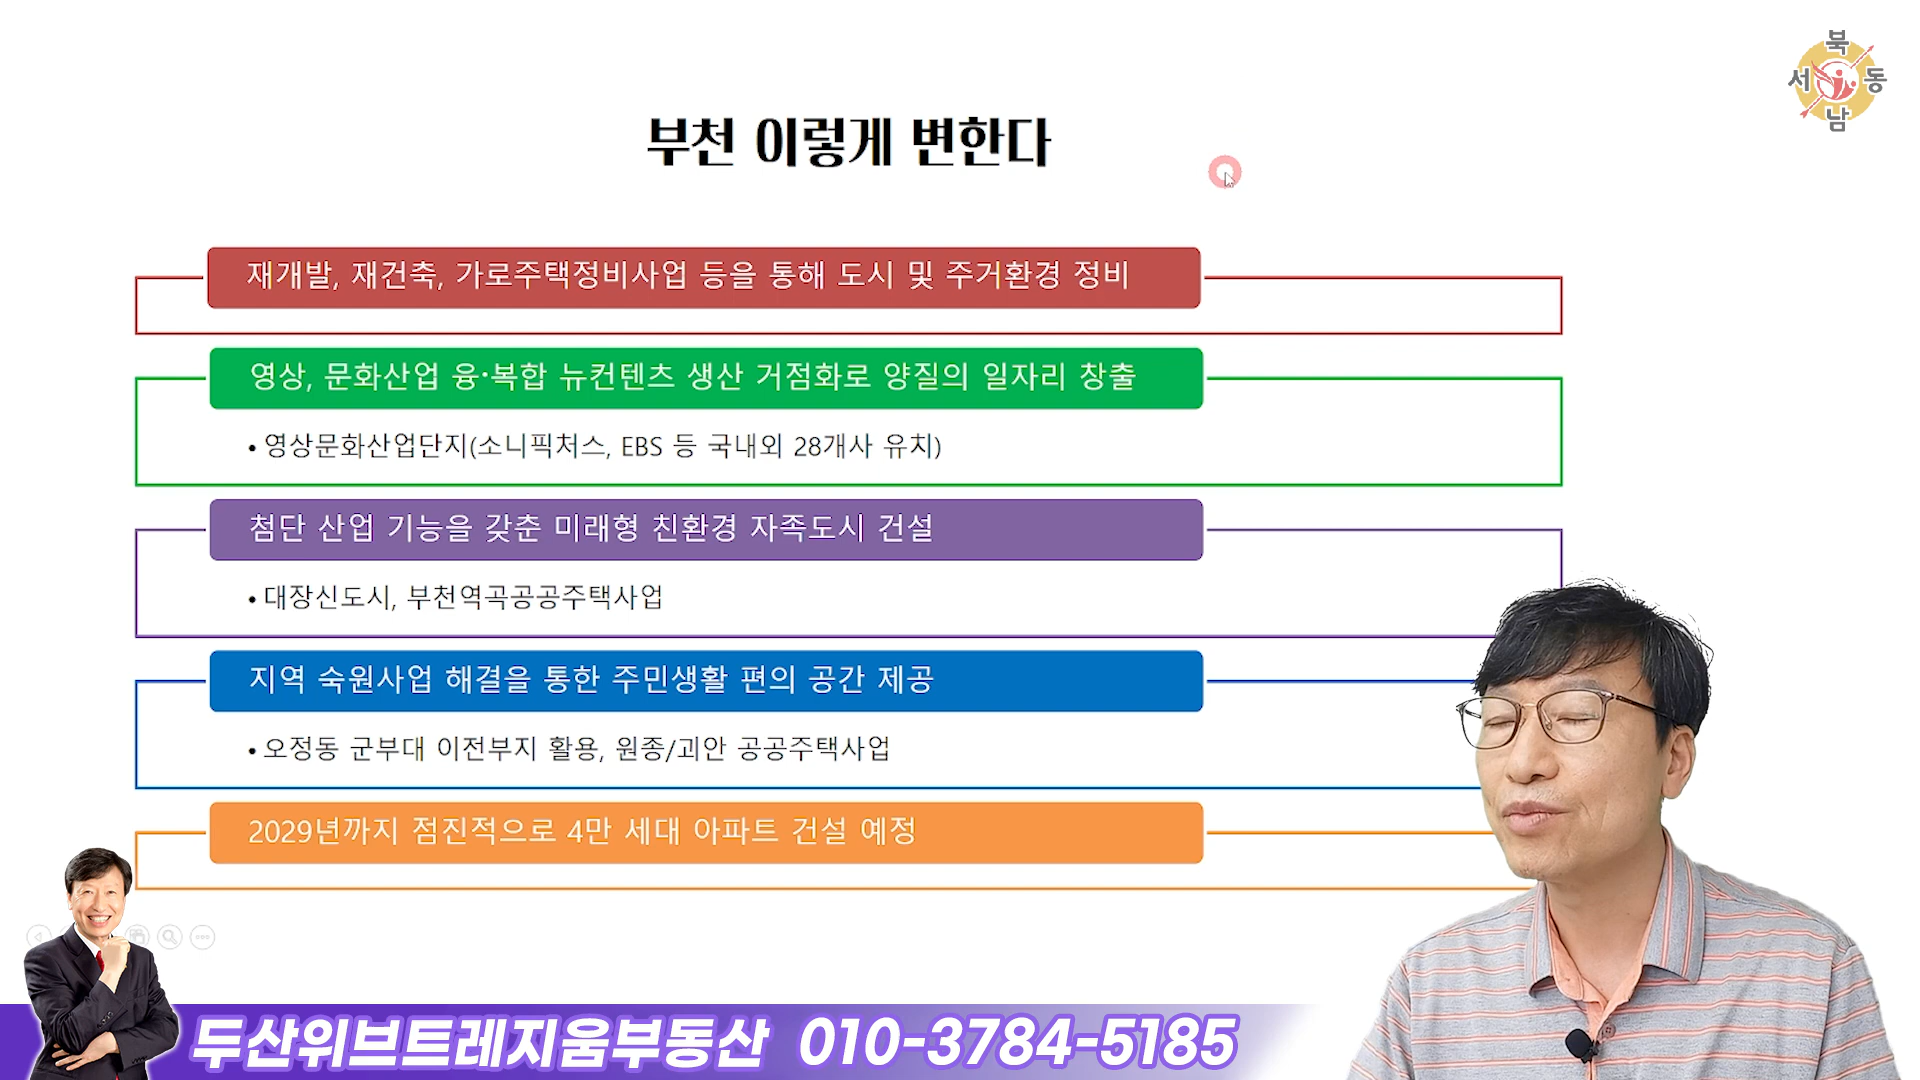 북
서 동
남
부천 이렇게 변한다
재개발, 재건축, 가로주택정비사업 등을 통해 도시 및 주거환경 정비
영상, 문화산업 융·복합 뉴컨텐츠 생산 거점화로 양질의 일자리 창출
• 영상문화산업단지(소니픽처스, EBS 등 국내외 28개사 유치)
첨단 산업 기능을 갖춘 미래형 친환경 자족도시 건설
• 대장신도시, 부천역곡공공주택사업
지역 숙원사업 해결을 통한 주민생활 편의 공간 제공
• 오정동 군부대 이전부지 활용, 원종/괴안 공공주택사업
2029년까지 점진적으로 4만 세대 아파트 건설 예정
두산위브트레지움부동산 010-3784-5185